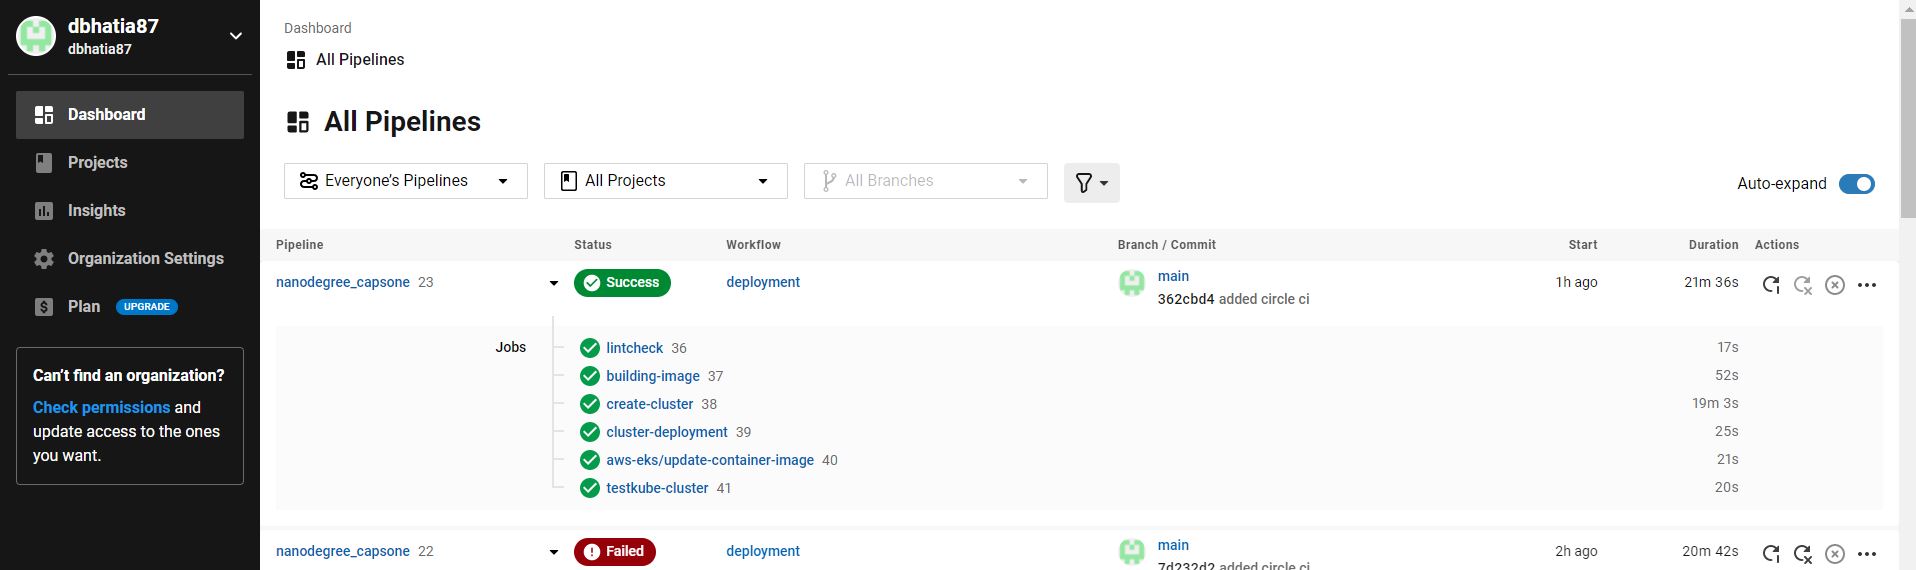 dbhatia87
dbhatia87
Dashboard
Projects
Insights
Organization Settings
Plan UPGRADE
Can't find an organization?
Check permissions and
update access to the ones
you want.
Dashboard
All Pipelines
All Pipelines
Everyone's Pipelines All Projects All Branches Auto-expand
Pipeline Status Workflow Branch / Commit Start Duration Actions
nanodegree_capsone 23 Success deployment main 1h ago 21m 36s
362cbd4 added circle ci
Jobs lintcheck 36 17s
building-image 37 52s
create-cluster 38 19m 3s
cluster-deployment 39 25s
aws-eks/update-container-image 40 21s
testkube-cluster 41 20s
nanodegree_capsone 22 Failed deployment main 2h ago 20m 42s
7d232d2 added circle ci